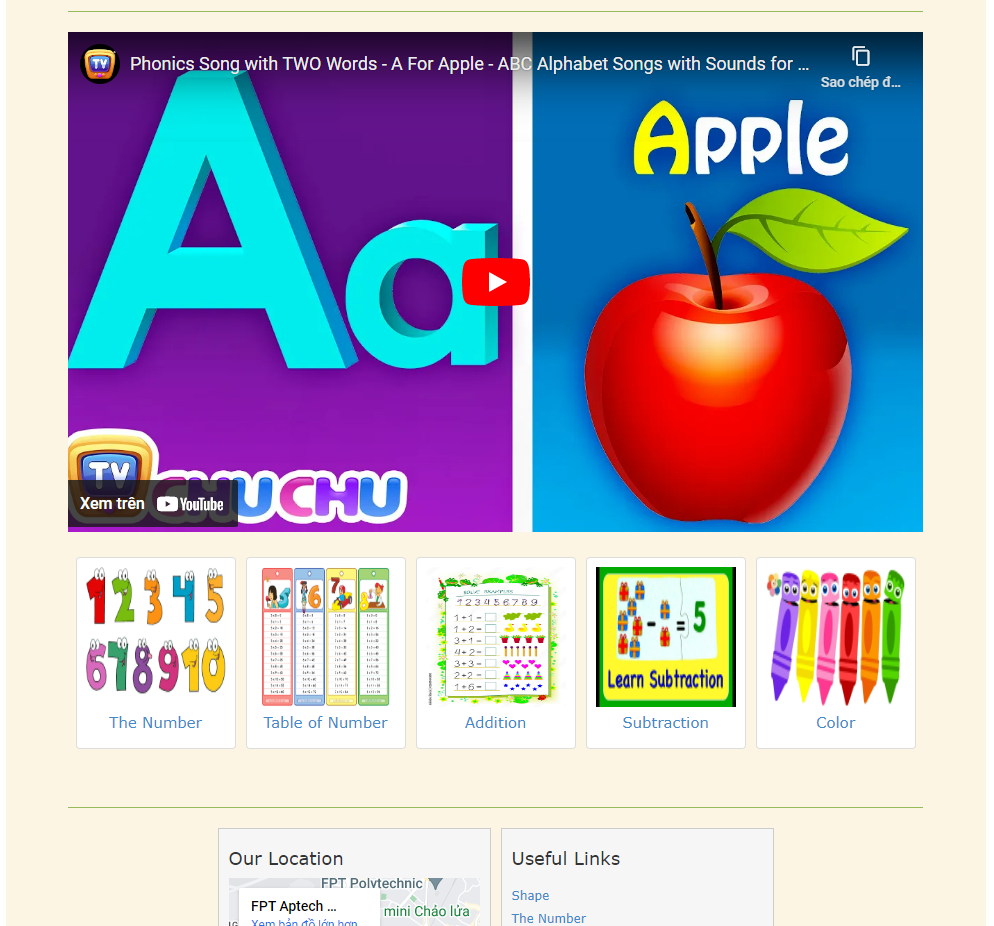 Phonics Song with TWO Words - A For Apple - ABC Alphabet Songs with Sounds for ...
Sao chép đ...
Aa
Apple
TV
CHUCHU
Xem trên YouTube
1 2 3 4 5
6 7 8 9 10
The Number
Table of Number
1 2 3 4 5 6 7 8 9
1 + 1 =
1 + 2 =
3 + 1 =
4 + 2 =
3 + 3 =
2 + 2 =
1 + 6 =
Addition
- = 5
Learn Subtraction
Subtraction
Color
Our Location
Useful Links
FPT Polytechnic
FPT Aptech ...
mini Cháo lửa
Xem bản đồ lớn hơn
Shape
The Number